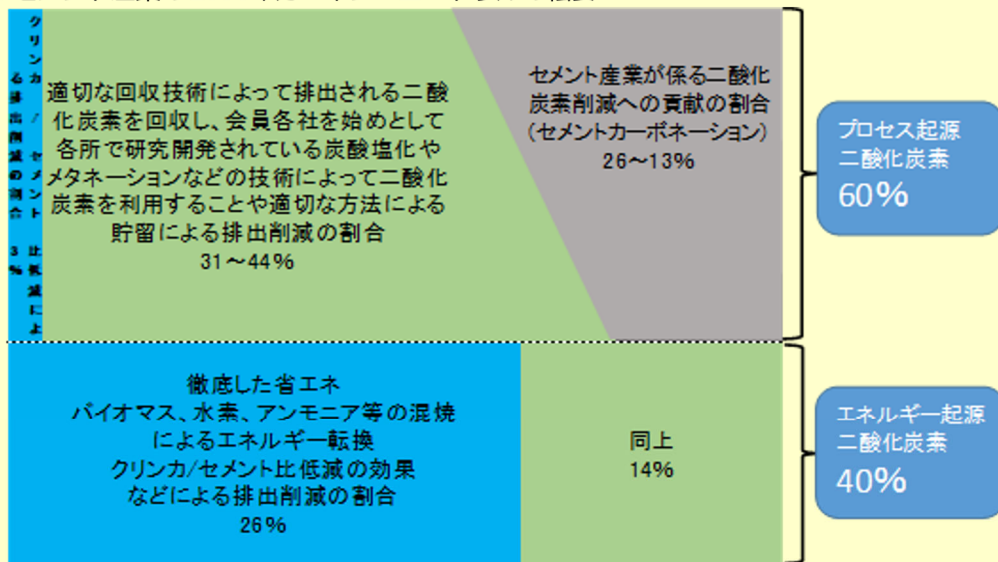 クリンカ / セメント 比低減によ
る排出削減の割合 3%
適切な回収技術によって排出される二酸
化炭素を回収し、会員各社を始めとして
各所で研究開発されている炭酸塩化や
メタネーションなどの技術によって二酸化
炭素を利用することや適切な方法による
貯留による排出削減の割合
31～44%
セメント産業が係る二酸化
炭素削減への貢献の割合
(セメントカーボネーション)
26～13%
プロセス起源
二酸化炭素
60%
徹底した省エネ
バイオマス、水素、アンモニア等の混焼
によるエネルギー転換
クリンカ/セメント比低減の効果
などによる排出削減の割合
26%
同上
14%
エネルギー起源
二酸化炭素
40%